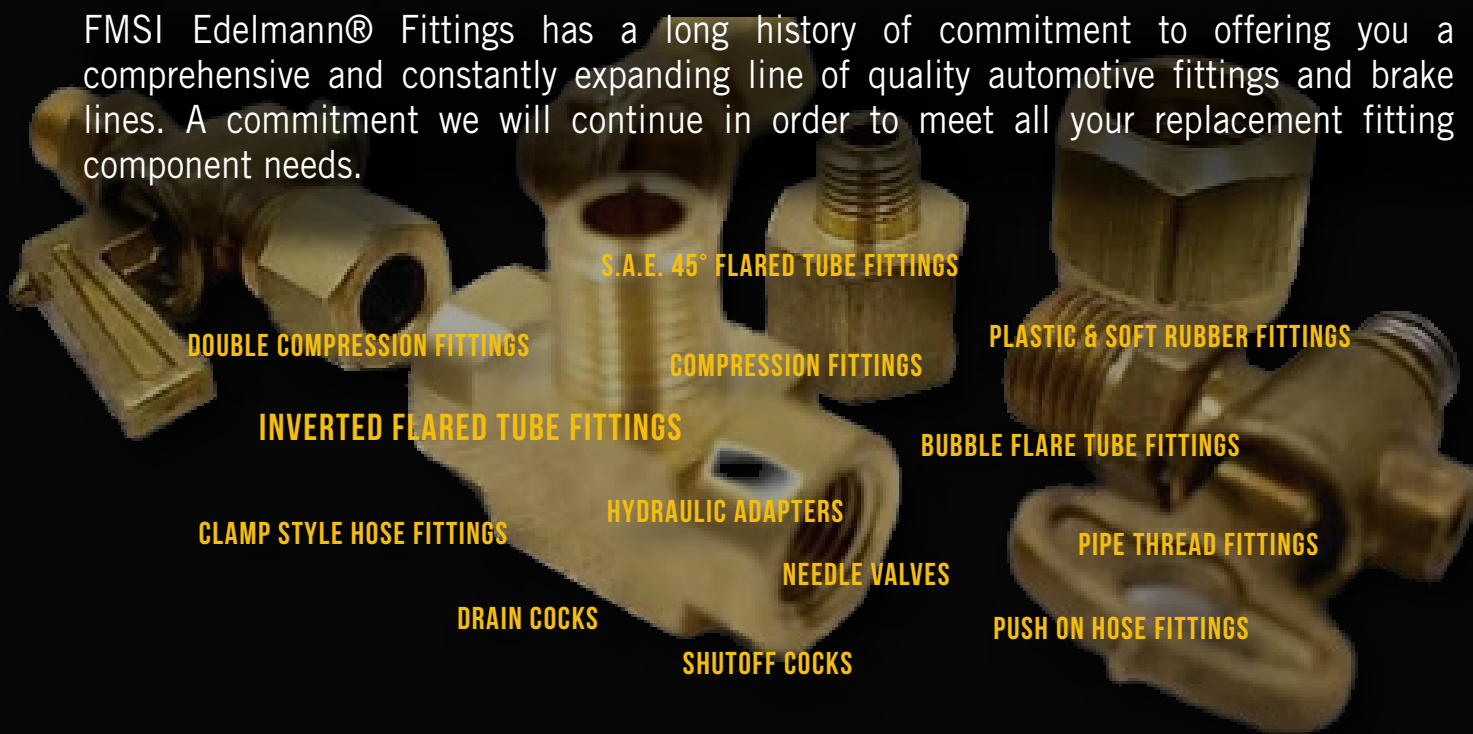 FMSI Edelmann® Fittings has a long history of commitment to offering you a
comprehensive and constantly expanding line of quality automotive fittings and brake
lines. A commitment we will continue in order to meet all your replacement fitting
component needs.
S.A.E. 45° FLARED TUBE FITTINGS
DOUBLE COMPRESSION FITTINGS
COMPRESSION FITTINGS
PLASTIC & SOFT RUBBER FITTINGS
INVERTED FLARED TUBE FITTINGS
BUBBLE FLARE TUBE FITTINGS
HYDRAULIC ADAPTERS
CLAMP STYLE HOSE FITTINGS
PIPE THREAD FITTINGS
NEEDLE VALVES
DRAIN COCKS
PUSH ON HOSE FITTINGS
SHUTOFF COCKS